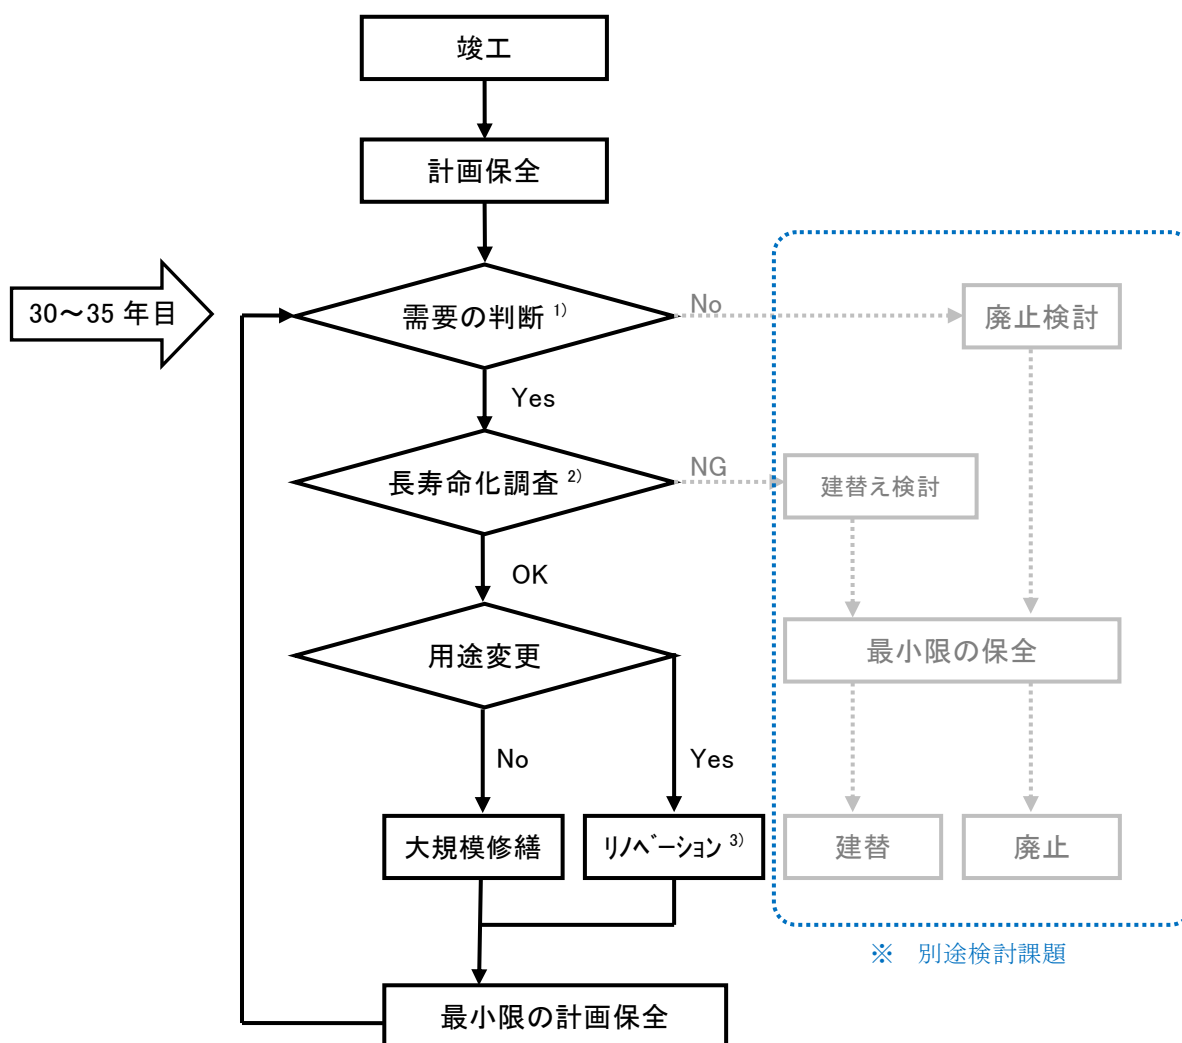 竣工
計画保全
30~35 年目
需要の判断 1)
No
廃止検討
Yes
長寿命化調査 2)
NG
建替え検討
OK
用途変更
最小限の保全
No
Yes
大規模修繕
リノベーション 3)
建替
廃止
※ 別途検討課題
最小限の計画保全